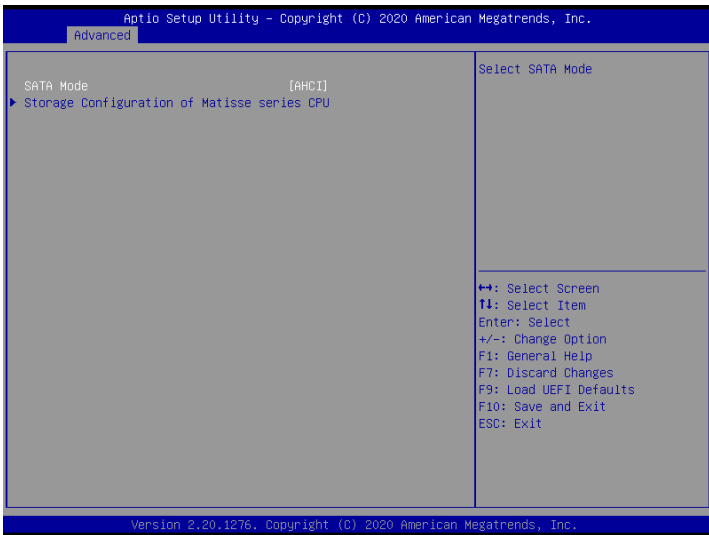 Aptio Setup Utility – Copyright (C) 2020 American Megatrends, Inc.
Advanced
SATA Mode [AHCI]
Storage Configuration of Matisse series CPU
Select SATA Mode
↔: Select Screen
↑↓: Select Item
Enter: Select
+/-: Change Option
F1: General Help
F7: Discard Changes
F9: Load UEFI Defaults
F10: Save and Exit
ESC: Exit
Version 2.20.1276. Copyright (C) 2020 American Megatrends, Inc.